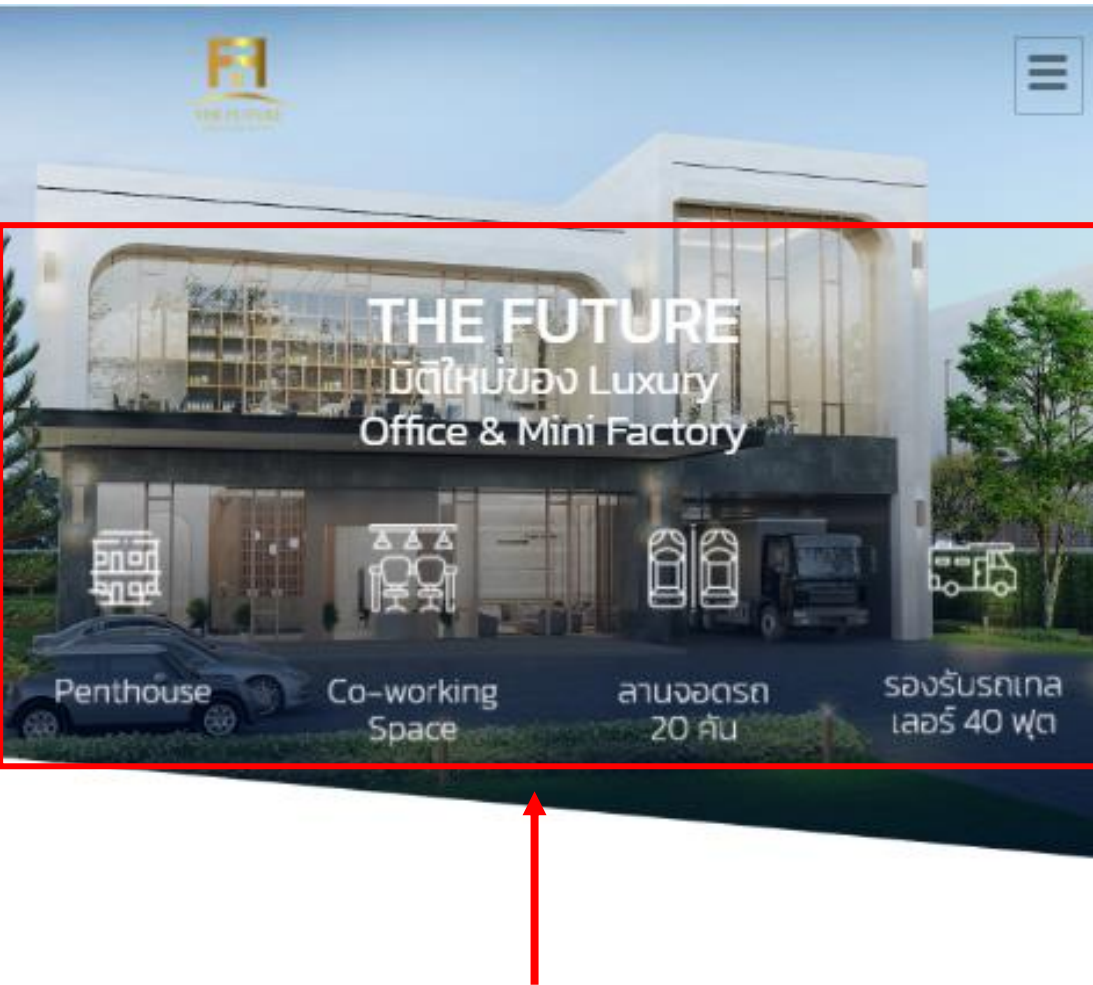 THE FUTURE
THE FUTURE
มิติใหม่ของ Luxury
Office & Mini Factory
Penthouse
Co-working
Space
ลานจอดรถ
20 คัน
รองรับรถเทล
เลอร์ 40 ฟุต